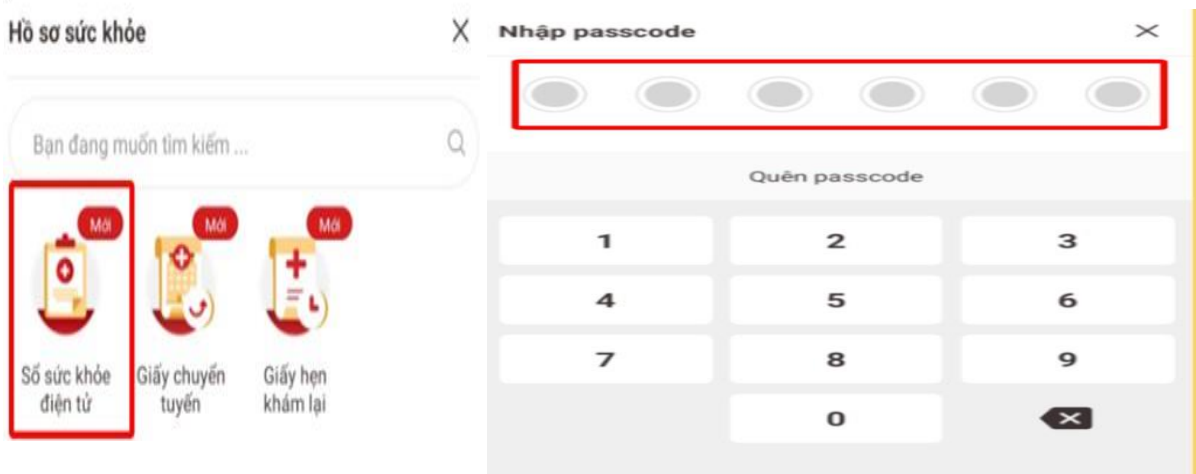 Hồ sơ sức khỏe
X
Bạn đang muốn tìm kiếm ...
Mới
Mới
Mới
Sổ sức khỏe
điện tử
Giấy chuyển
tuyến
Giấy hẹn
khám lại
Nhập passcode
Quên passcode
1 2 3
4 5 6
7 8 9
0